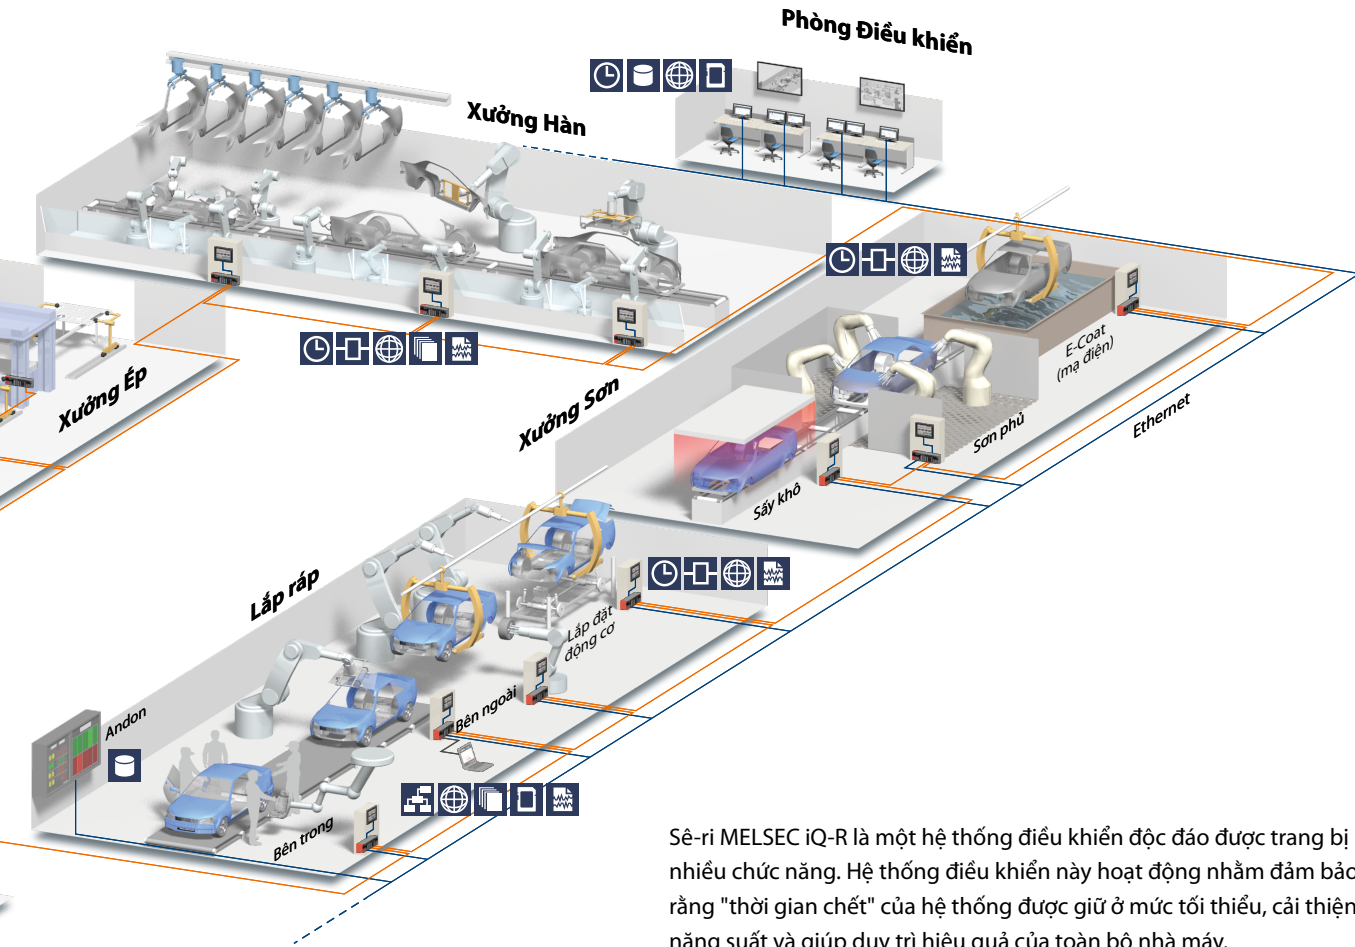 Phòng Điều khiển
Xưởng Hàn
Xưởng Ép
Xưởng Sơn
E-Coat
(mạ điện)
Ethernet
Sơn phủ
Sấy khô
Lắp ráp
Lắp đặt
động cơ
Bên ngoài
Andon
Bên trong
Sê-ri MELSEC iQ-R là một hệ thống điều khiển độc đáo được trang bị
nhiều chức năng. Hệ thống điều khiển này hoạt động nhằm đảm bảo
rằng "thời gian chết" của hệ thống được giữ ở mức tối thiểu, cải thiện
năng suất và giúp duy trì hiệu quả của toàn bộ nhà máy.